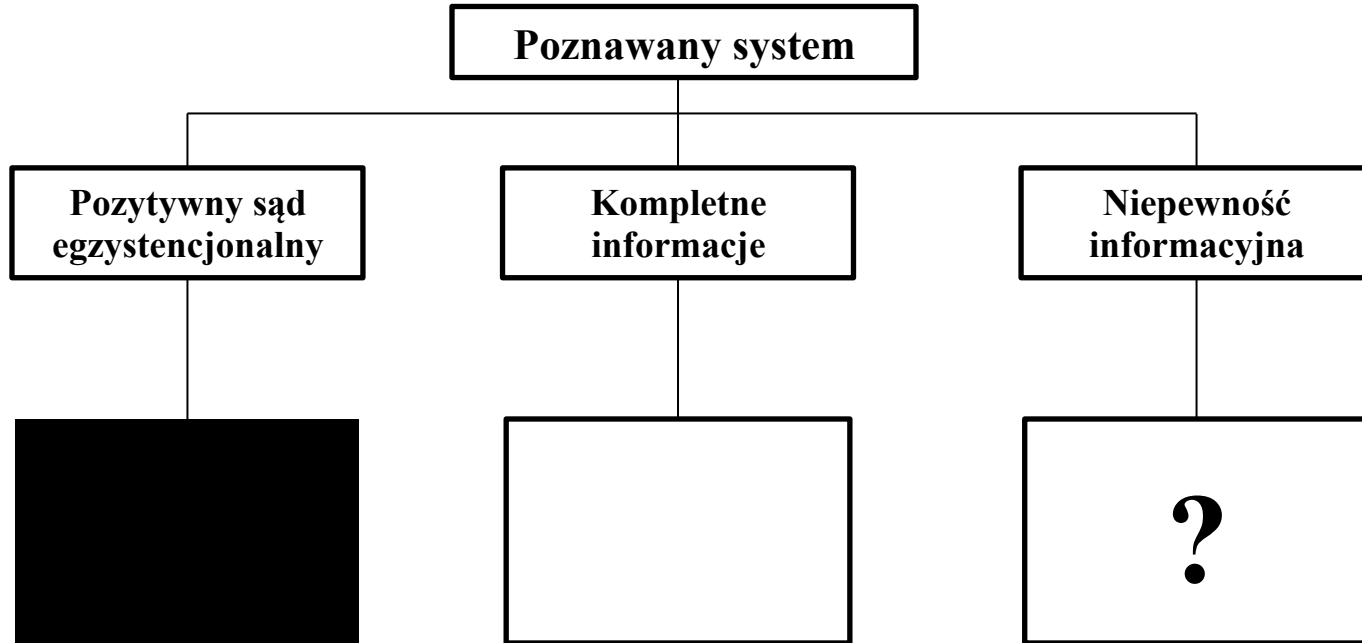 Poznawany system
Pozytywny sąd
egzystencjonalny
Kompletne
informacje
Niepewność
informacyjna
?